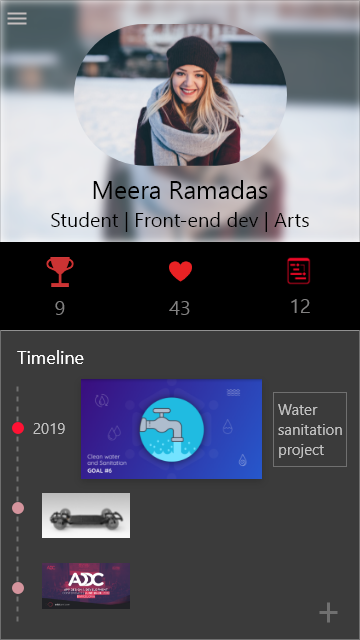 Meera Ramadas
Student | Front-end dev | Arts
9
43
12
Timeline
2019
Clean water
and Sanitation
GOAL #6
Water
sanitation
project
ADC